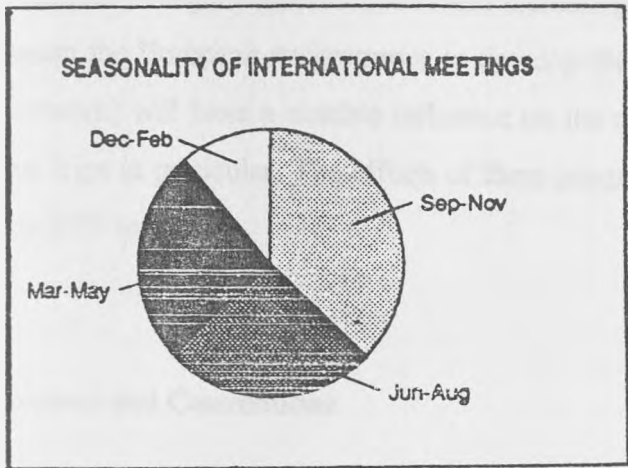 SEASONALITY OF INTERNATIONAL MEETINGS
Dec-Feb
Sep-Nov
Mar-May
Jun-Aug